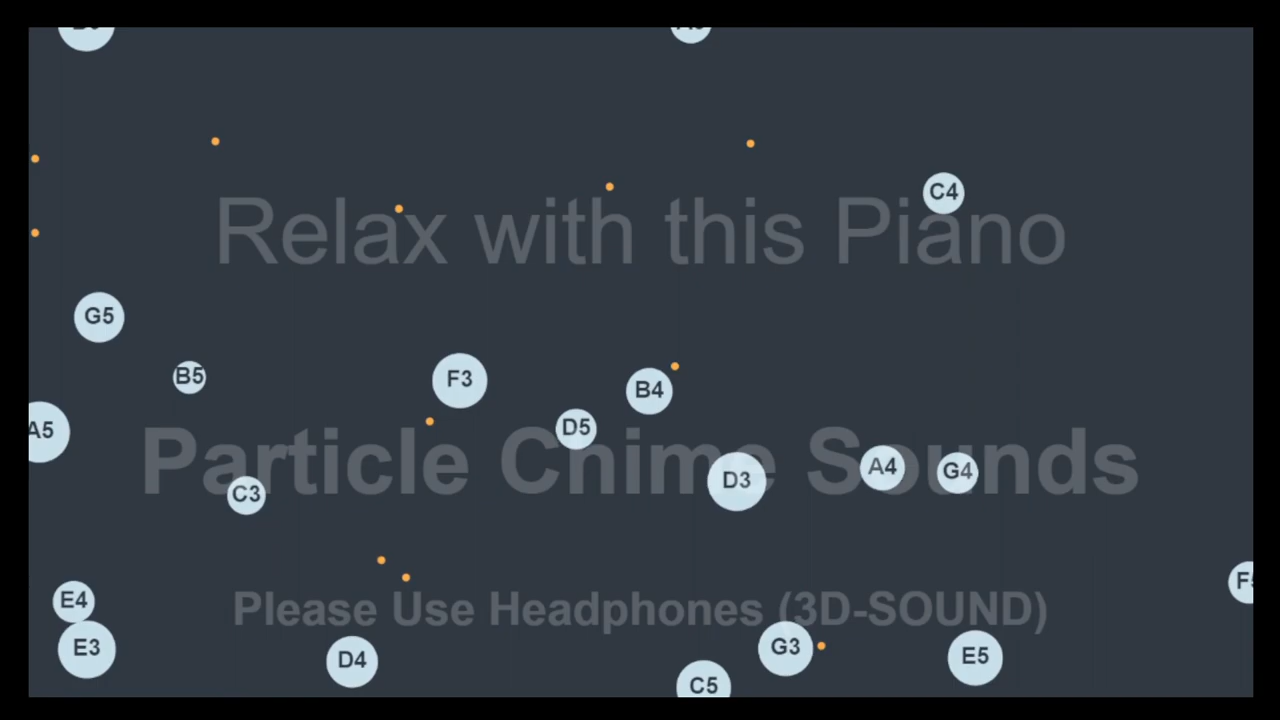 C4
Relax with this Piano
G5
B5
F3
B4
D5
A5
Particle Chime Sounds
D3
A4
G4
C3
F5
E4
Please Use Headphones (3D-SOUND)
E3
D4
G3
E5
C5